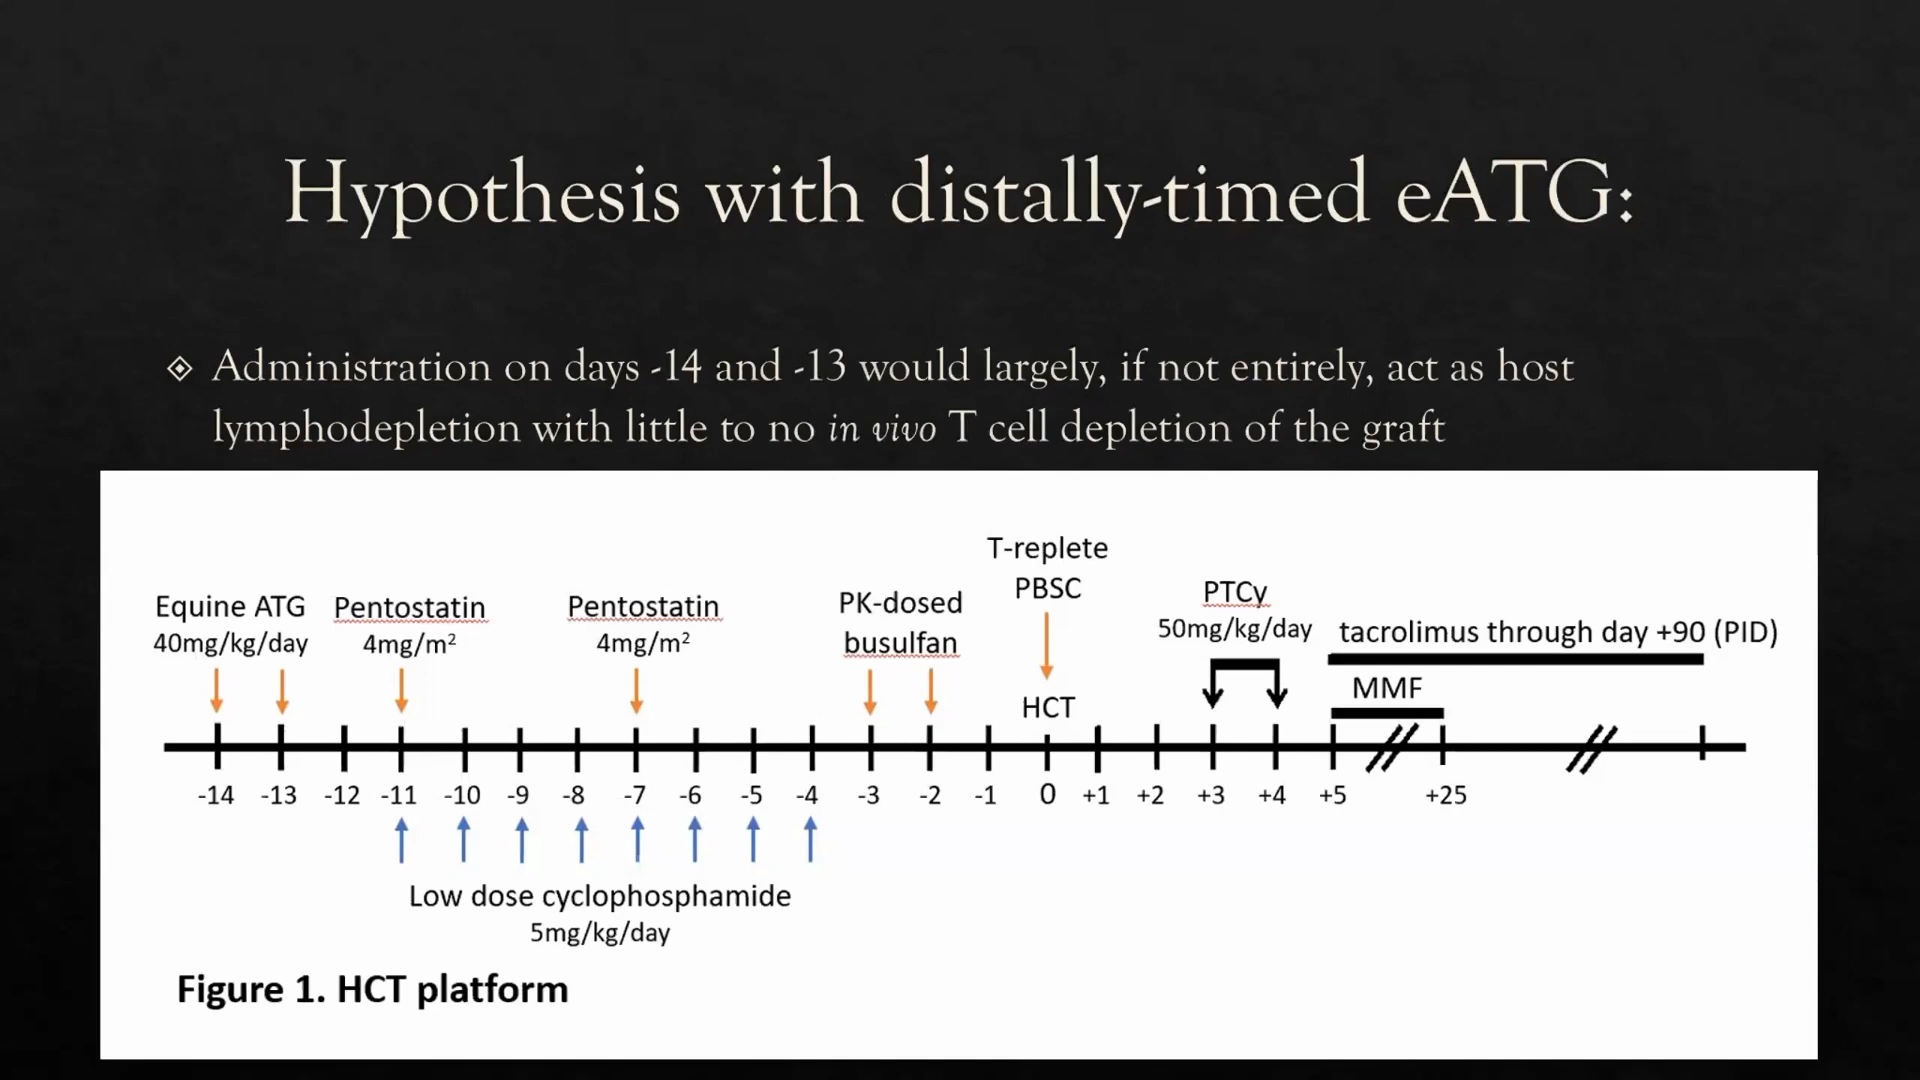 Hypothesis with distally-timed eATG:
Administration on days -14 and -13 would largely, if not entirely, act as host
lymphodepletion with little to no in vivo T cell depletion of the graft
Equine ATG
40mg/kg/day
Pentostatin
4mg/m²
Pentostatin
4mg/m²
PK-dosed
busulfan
T-replete
PBSC
HCT
PTCy
50mg/kg/day
tacrolimus through day +90 (PID)
MMF
-14 -13 -12 -11 -10 -9 -8 -7 -6 -5 -4 -3 -2 -1 0 +1 +2 +3 +4 +5 +25
Low dose cyclophosphamide
5mg/kg/day
Figure 1. HCT platform